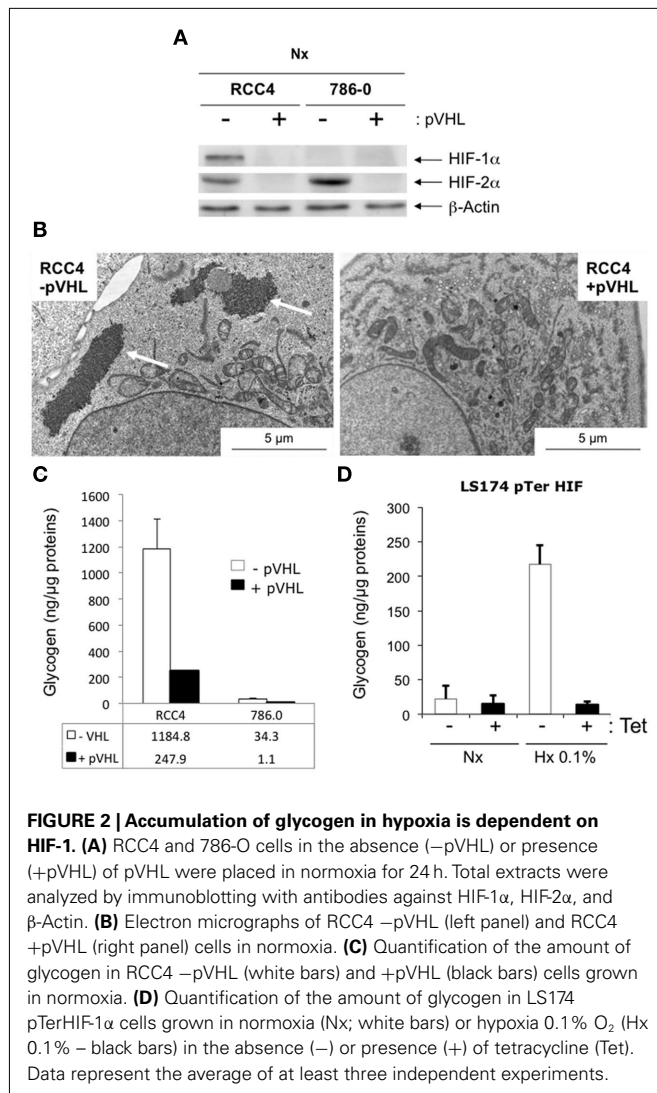 A
Nx
RCC4 786-0
- + - + : pVHL
HIF-1α
HIF-2α
β-Actin
B
RCC4
-pVHL
5 µm
RCC4
+pVHL
5 µm
C
Glycogen (ng/µg proteins)
1600
1400
1200
1000
800
600
400
200
0
- pVHL
+ pVHL
RCC4 786.0
- VHL 1184.8 34.3
+ pVHL 247.9 1.1
D
LS174 pTer HIF
Glycogen (ng/µg proteins)
300
250
200
150
100
50
0
- + - + : Tet
Nx Hx 0.1%
FIGURE 2 | Accumulation of glycogen in hypoxia is dependent on
HIF-1. (A) RCC4 and 786-O cells in the absence (−pVHL) or presence
(+pVHL) of pVHL were placed in normoxia for 24 h. Total extracts were
analyzed by immunoblotting with antibodies against HIF-1α, HIF-2α, and
β-Actin. (B) Electron micrographs of RCC4 −pVHL (left panel) and RCC4
+pVHL (right panel) cells in normoxia. (C) Quantification of the amount of
glycogen in RCC4 −pVHL (white bars) and +pVHL (black bars) cells grown
in normoxia. (D) Quantification of the amount of glycogen in LS174
pTerHIF-1α cells grown in normoxia (Nx; white bars) or hypoxia 0.1% O₂ (Hx
0.1% – black bars) in the absence (−) or presence (+) of tetracycline (Tet).
Data represent the average of at least three independent experiments.